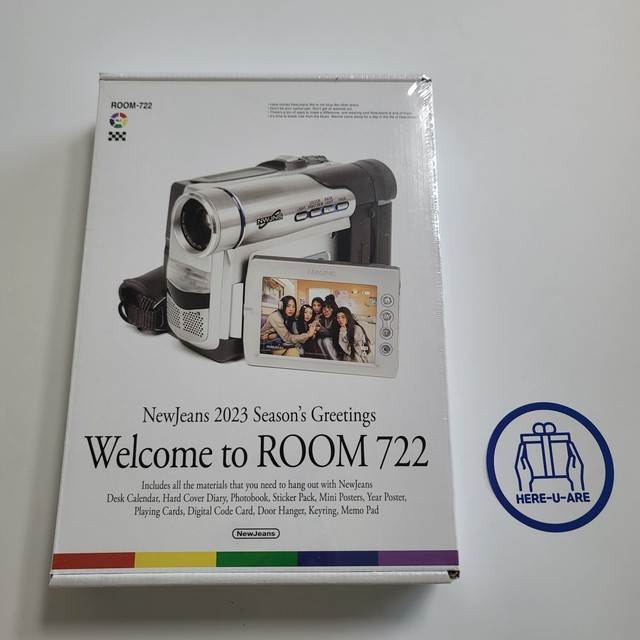 ROOM-722
NewJeans 2023 Season's Greetings
Welcome to ROOM 722
Includes all the materials that you need to hang out with NewJeans
Desk Calendar, Hard Cover Diary, Photobook, Sticker Pack, Mini Posters, Year Poster,
Playing Cards, Digital Code Card, Door Hanger, Keyring, Memo Pad
NewJeans
HERE-U-ARE